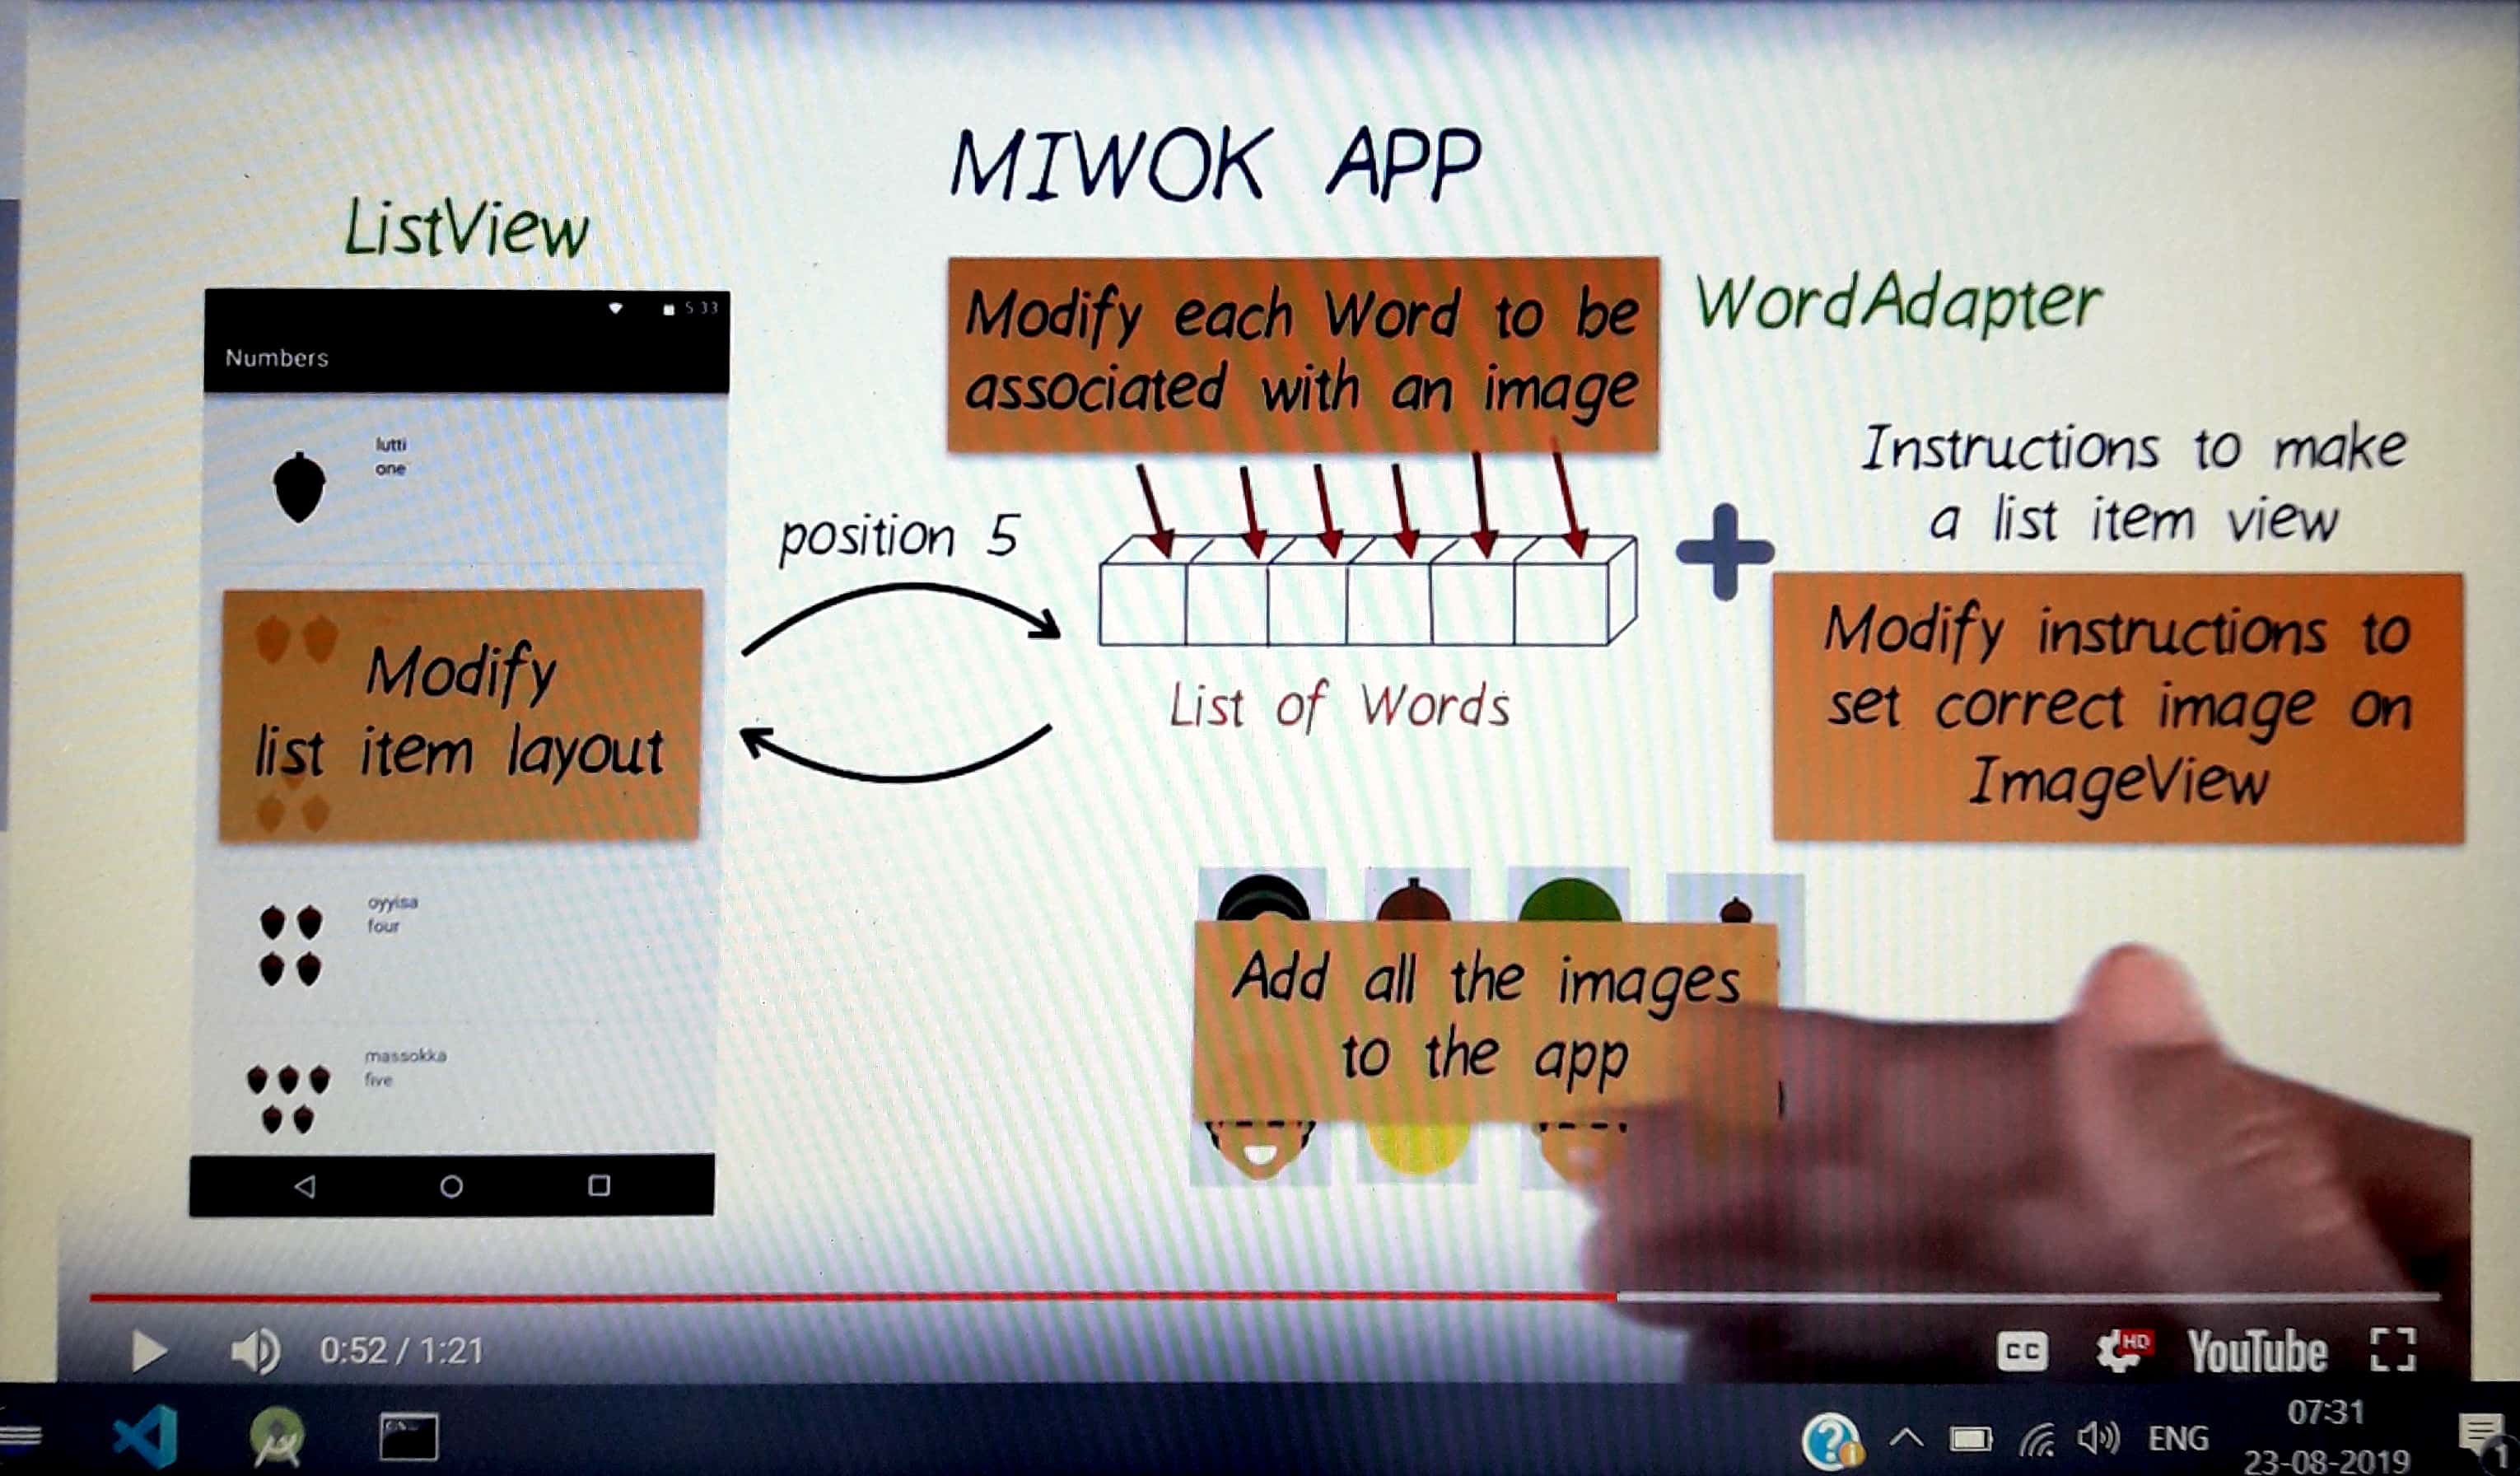 MIWOK APP
ListView
5 33
Numbers
lutti
one
Modify
list item layout
oyyisa
four
massokka
five
position 5
Modify each Word to be
associated with an image
List of Words
WordAdapter
Instructions to make
a list item view
Modify instructions to
set correct image on
ImageView
Add all the images
to the app
0:52 / 1:21
CC
HD
YouTube
ENG
07:31
23-08-2019
1